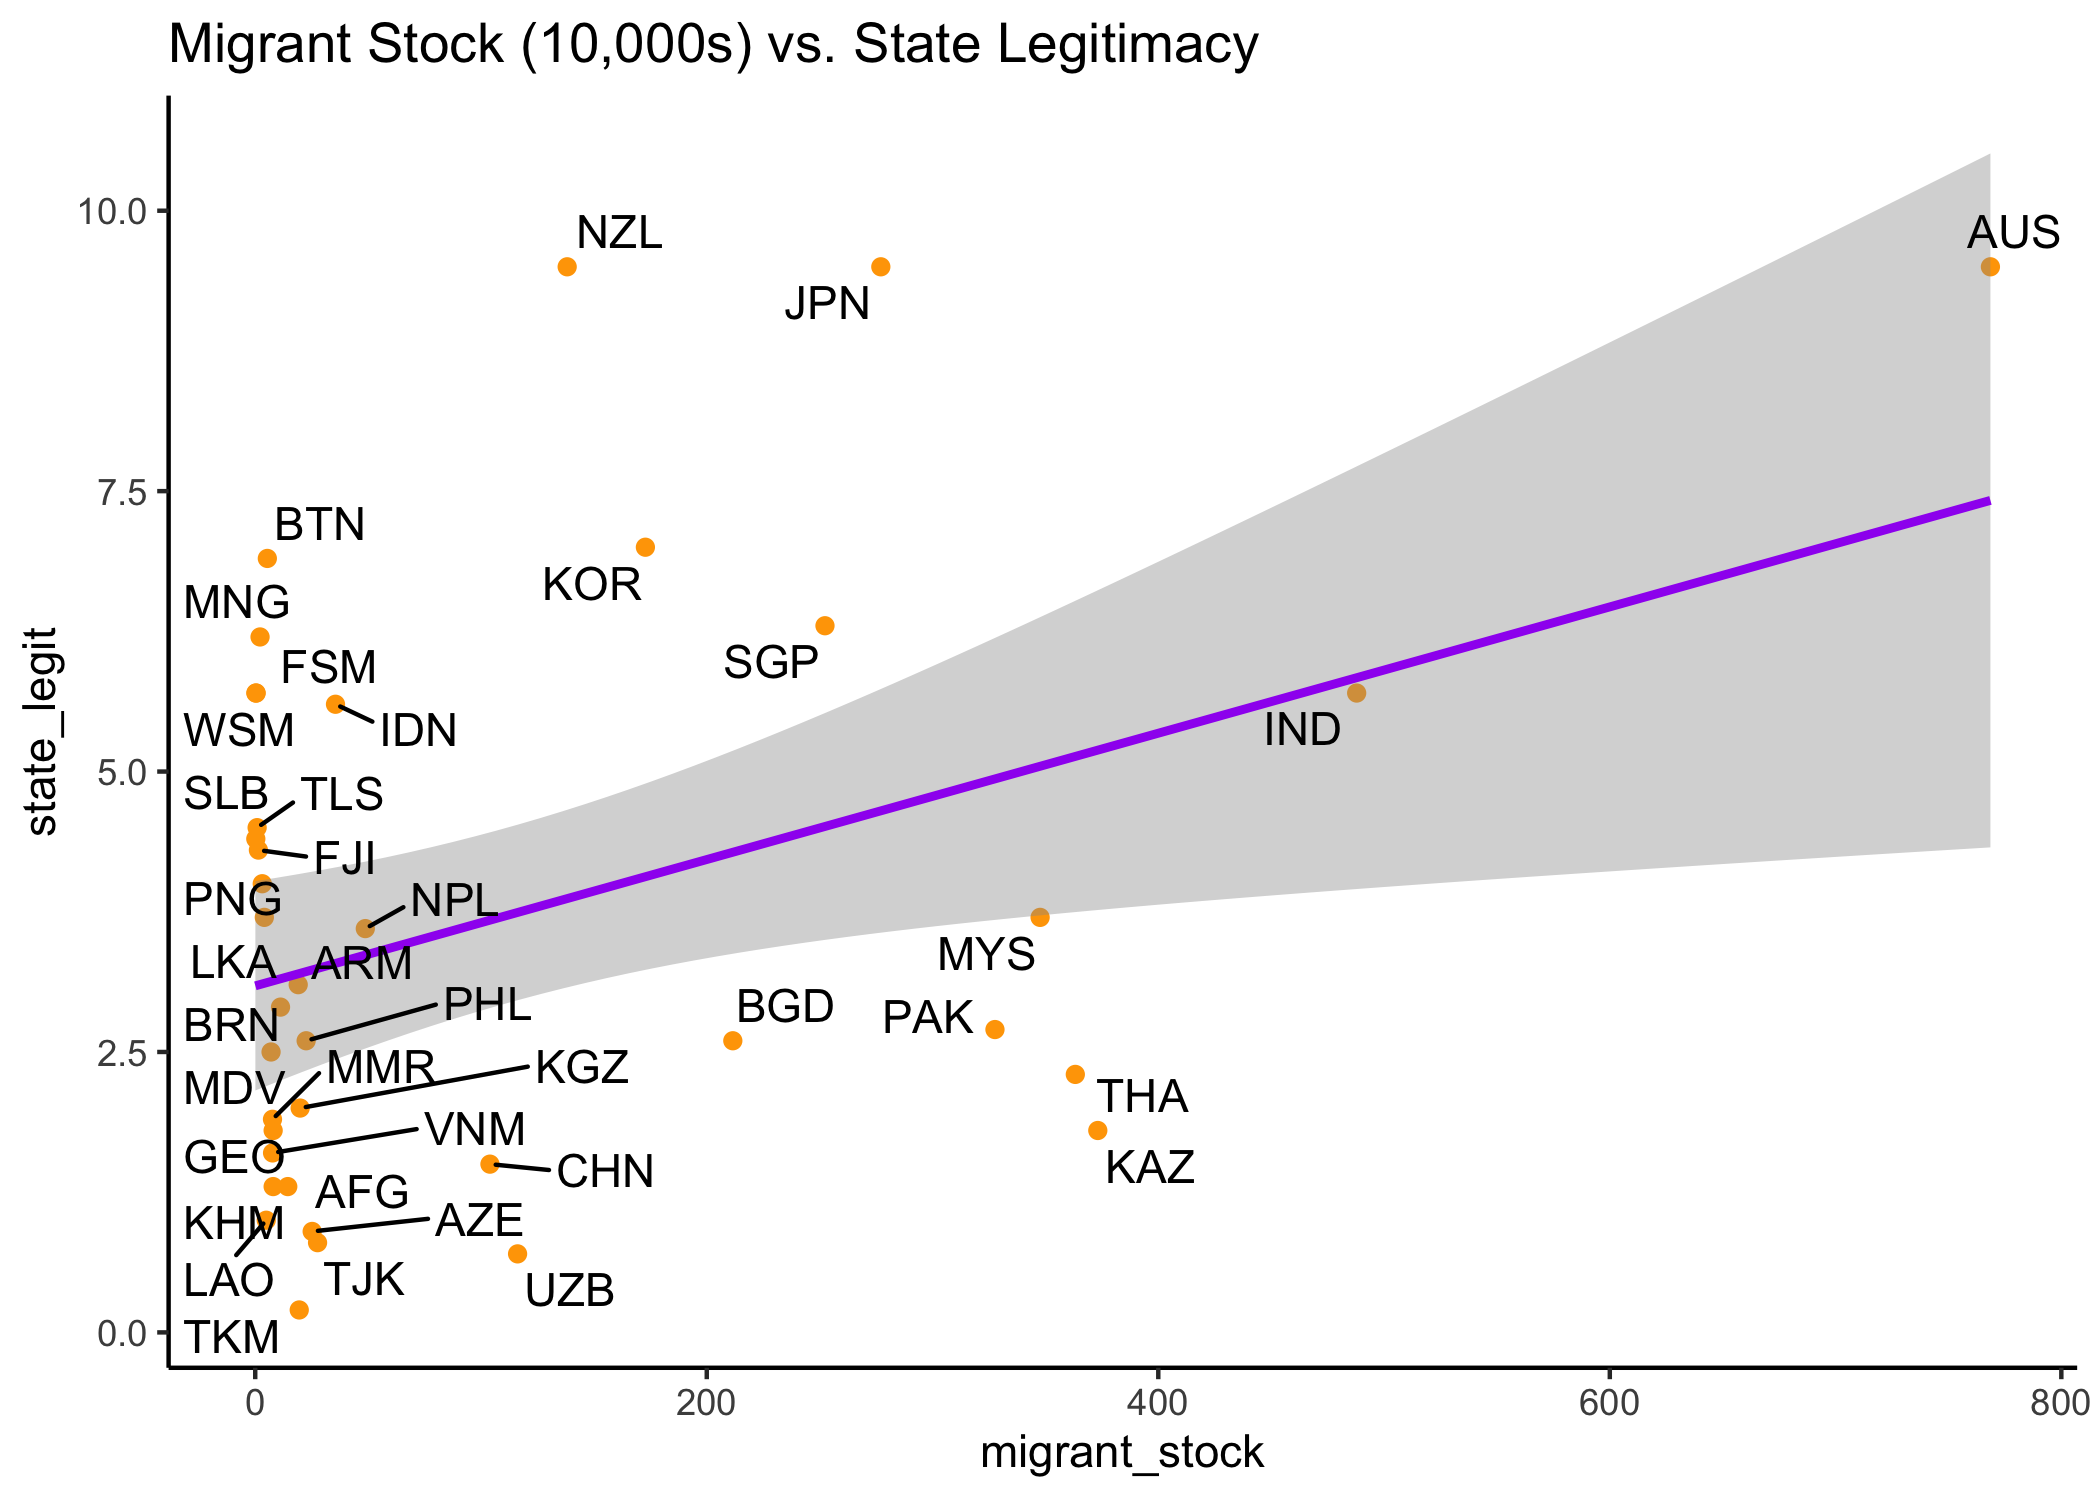 Migrant Stock (10,000s) vs. State Legitimacy
10.0
7.5
5.0
2.5
0.0
state_legit
NZL
JPN
AUS
BTN
MNG
KOR
FSM
SGP
WSM
IDN
IND
SLB
TLS
FJI
PNG
NPL
LKA
ARM
MYS
BRN
PHL
BGD
PAK
MDV
MMR
KGZ
THA
GEO
VNM
CHN
KAZ
KHM
AFG
AZE
LAO
TJK
UZB
TKM
0
200
400
600
800
migrant_stock